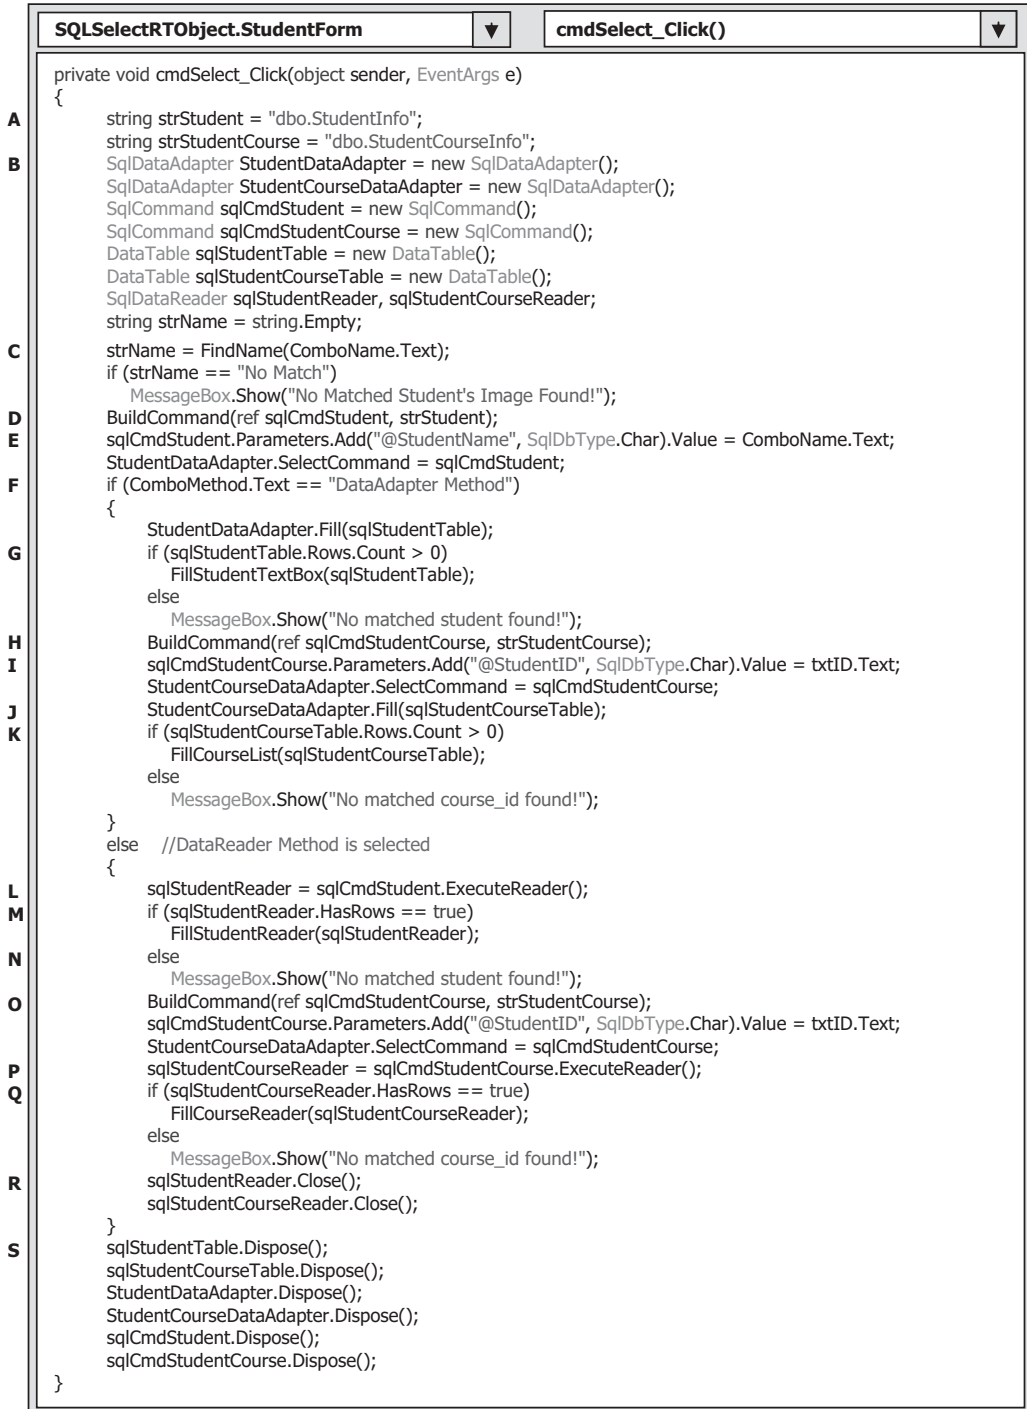 SQLSelectRTObject.StudentForm cmdSelect_Click()
private void cmdSelect_Click(object sender, EventArgs e)
{
A string strStudent = "dbo.StudentInfo";
string strStudentCourse = "dbo.StudentCourseInfo";
B SqlDataAdapter StudentDataAdapter = new SqlDataAdapter();
SqlDataAdapter StudentCourseDataAdapter = new SqlDataAdapter();
SqlCommand sqlCmdStudent = new SqlCommand();
SqlCommand sqlCmdStudentCourse = new SqlCommand();
DataTable sqlStudentTable = new DataTable();
DataTable sqlStudentCourseTable = new DataTable();
SqlDataReader sqlStudentReader, sqlStudentCourseReader;
string strName = string.Empty;
C strName = FindName(ComboName.Text);
if (strName == "No Match")
MessageBox.Show("No Matched Student's Image Found!");
D BuildCommand(ref sqlCmdStudent, strStudent);
E sqlCmdStudent.Parameters.Add("@StudentName", SqlDbType.Char).Value = ComboName.Text;
StudentDataAdapter.SelectCommand = sqlCmdStudent;
F if (ComboMethod.Text == "DataAdapter Method")
{
StudentDataAdapter.Fill(sqlStudentTable);
G if (sqlStudentTable.Rows.Count > 0)
FillStudentTextBox(sqlStudentTable);
else
MessageBox.Show("No matched student found!");
H BuildCommand(ref sqlCmdStudentCourse, strStudentCourse);
I sqlCmdStudentCourse.Parameters.Add("@StudentID", SqlDbType.Char).Value = txtID.Text;
StudentCourseDataAdapter.SelectCommand = sqlCmdStudentCourse;
J StudentCourseDataAdapter.Fill(sqlStudentCourseTable);
K if (sqlStudentCourseTable.Rows.Count > 0)
FillCourseList(sqlStudentCourseTable);
else
MessageBox.Show("No matched course_id found!");
}
else //DataReader Method is selected
{
L sqlStudentReader = sqlCmdStudent.ExecuteReader();
M if (sqlStudentReader.HasRows == true)
FillStudentReader(sqlStudentReader);
N else
MessageBox.Show("No matched student found!");
O BuildCommand(ref sqlCmdStudentCourse, strStudentCourse);
sqlCmdStudentCourse.Parameters.Add("@StudentID", SqlDbType.Char).Value = txtID.Text;
StudentCourseDataAdapter.SelectCommand = sqlCmdStudentCourse;
P sqlStudentCourseReader = sqlCmdStudentCourse.ExecuteReader();
Q if (sqlStudentCourseReader.HasRows == true)
FillCourseReader(sqlStudentCourseReader);
else
MessageBox.Show("No matched course_id found!");
R sqlStudentReader.Close();
sqlStudentCourseReader.Close();
}
S sqlStudentTable.Dispose();
sqlStudentCourseTable.Dispose();
StudentDataAdapter.Dispose();
StudentCourseDataAdapter.Dispose();
sqlCmdStudent.Dispose();
sqlCmdStudentCourse.Dispose();
}